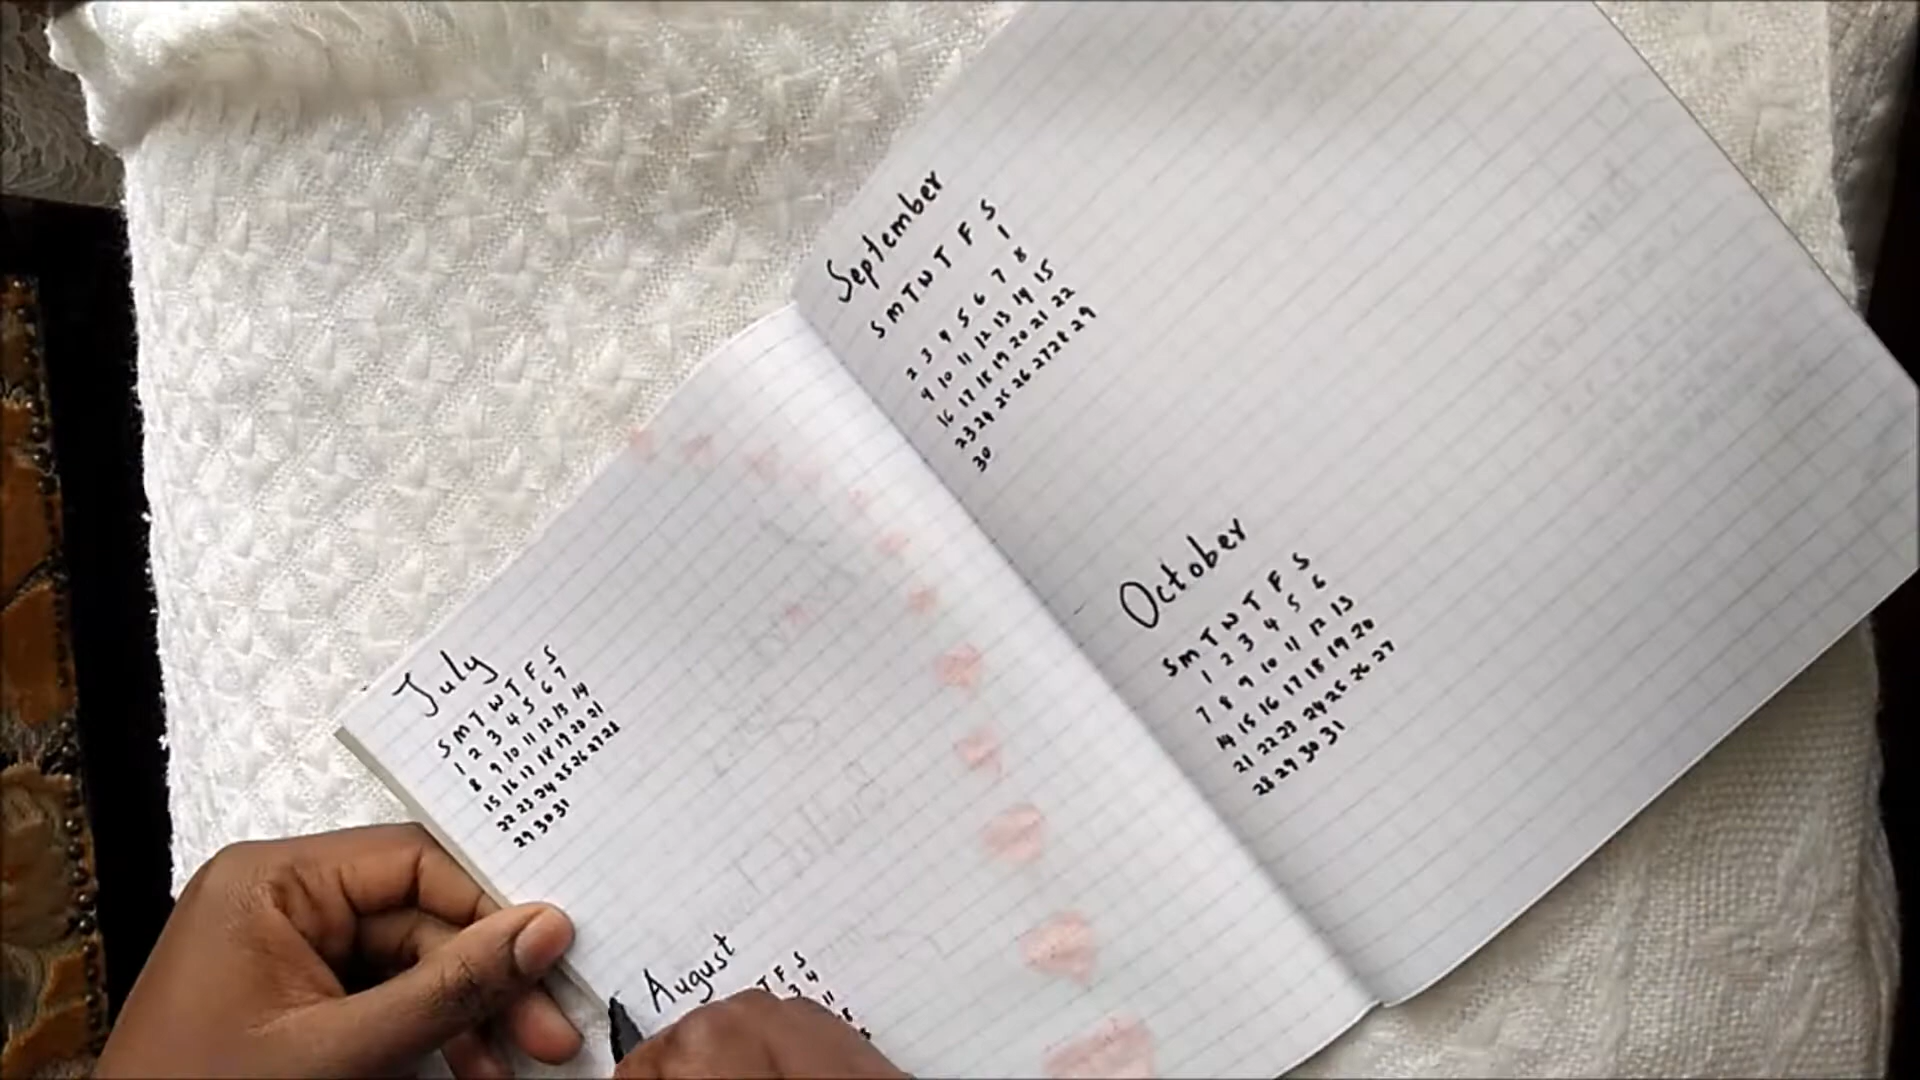 July
S M T W T F S
1 2 3 4 5 6 7
8 9 10 11 12 13 14
15 16 17 18 19 20 21
22 23 24 25 26 27 28
29 30 31
August
T F S
3 4
11
September
S M T W T F S
1
2 3 4 5 6 7 8
9 10 11 12 13 14 15
16 17 18 19 20 21 22
23 24 25 26 27 28 29
30
October
S M T W T F S
1 2 3 4 5 6
7 8 9 10 11 12 13
14 15 16 17 18 19 20
21 22 23 24 25 26 27
28 29 30 31